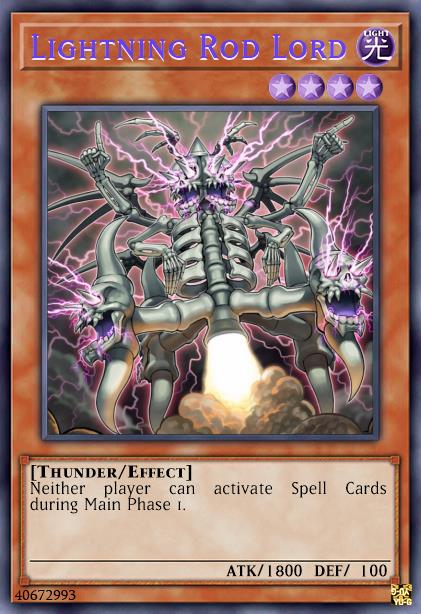 Lightning Rod Lord
LIGHT
光
[Thunder/Effect]
Neither player can activate Spell Cards
during Main Phase 1.
ATK/1800 DEF/ 100
40672993